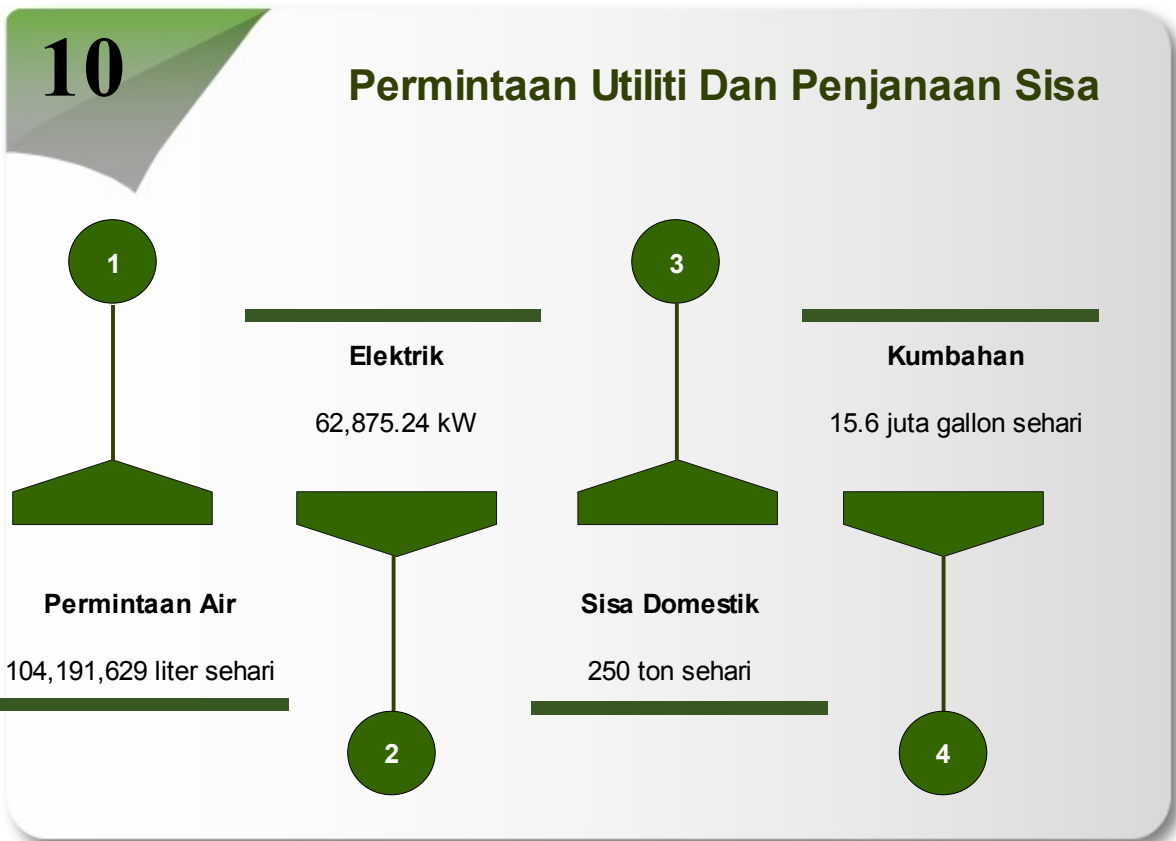 10
Permintaan Utiliti Dan Penjanaan Sisa
1
Permintaan Air
104,191,629 liter sehari
Elektrik
62,875.24 kW
2
3
Sisa Domestik
250 ton sehari
Kumbahan
15.6 juta gallon sehari
4